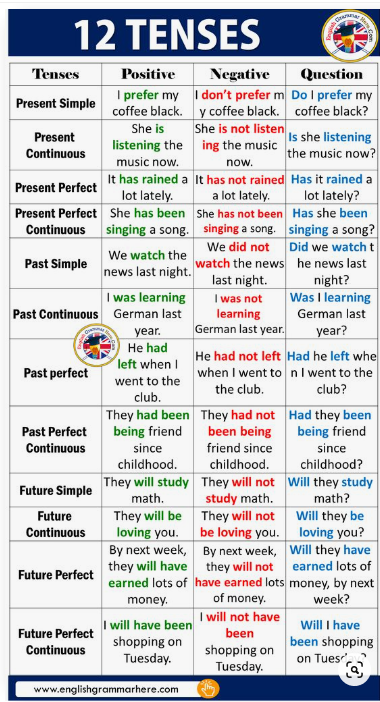 12 TENSES
English Grammar Here.Com
Tenses Positive Negative Question
Present Simple
I prefer my
coffee black.
I don't prefer m
y coffee black.
Do I prefer my
coffee black?
Present
Continuous
She is
listening the
music now.
She is not listen
ing the music
now.
Is she listening
the music now?
Present Perfect
It has rained a
lot lately.
It has not rained
a lot lately.
Has it rained a
lot lately?
Present Perfect
Continuous
She has been
singing a song.
She has not been
singing a song.
Has she been
singing a song?
Past Simple
We watch the
news last night.
We did not
watch the news
last night.
Did we watch t
he news last
night?
Past Continuous
I was learning
German last
year.
I was not
learning
German last year.
Was I learning
German last
year?
English Grammar Here.Com
Past perfect
He had
left when I
went to the
club.
He had not left
when I went to
the club.
Had he left whe
n I went to the
club?
Past Perfect
Continuous
They had been
being friend
since
childhood.
They had not
been being
friend since
childhood.
Had they been
being friend
since
childhood?
Future Simple
They will study
math.
They will not
study math.
Will they study
math?
Future
Continuous
They will be
loving you.
They will not
be loving you.
Will they be
loving you?
Future Perfect
By next week,
they will have
earned lots of
money.
By next week,
they will not
have earned lots
of money.
Will they have
earned lots of
money, by next
week?
Future Perfect
Continuous
I will have been
shopping on
Tuesday.
I will not have
been
shopping on
Tuesday.
Will I have
been shopping
on
www.englishgrammarhere.com